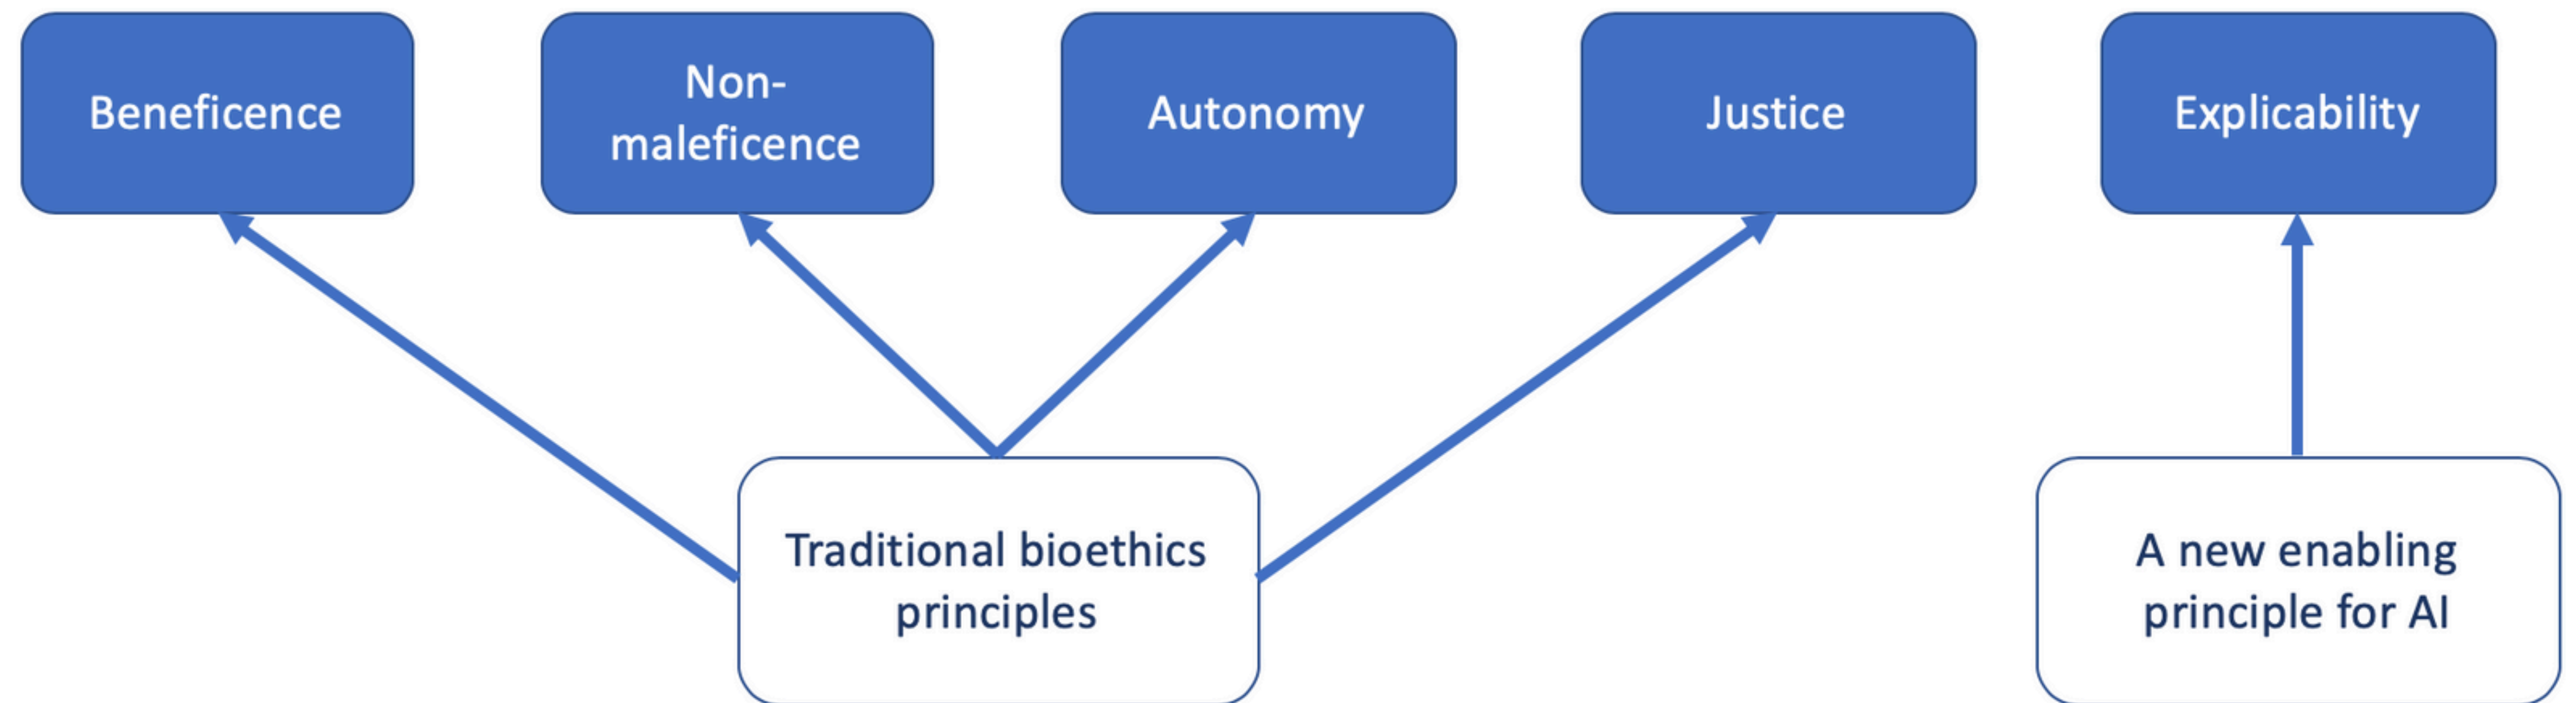 Beneficence
Non-
maleficence
Autonomy
Justice
Explicability
Traditional bioethics
principles
A new enabling
principle for AI